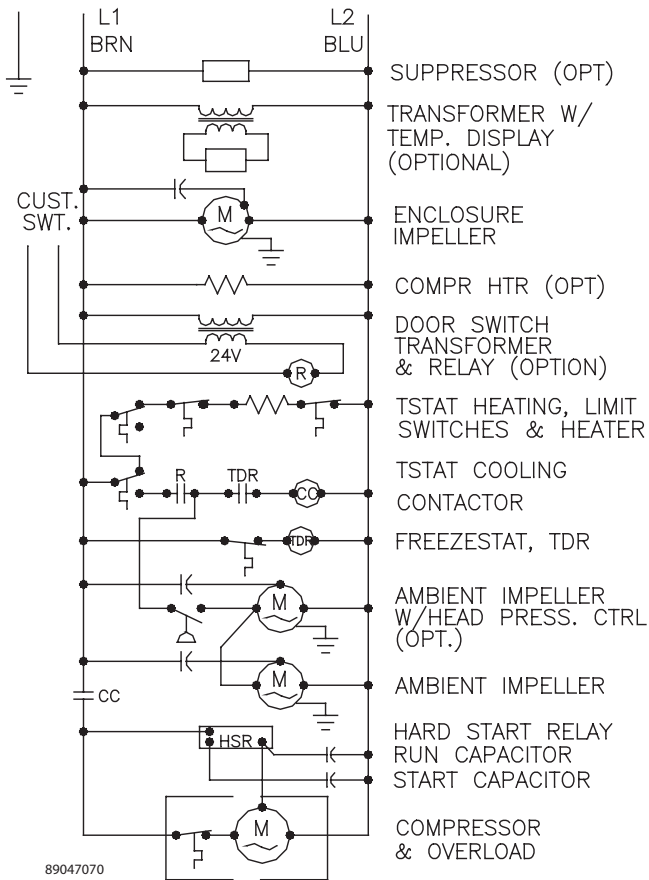 L1
L2
BRN
BLU
SUPPRESSOR (OPT)
TRANSFORMER W/
TEMP. DISPLAY
(OPTIONAL)
CUST.
SWT.
M
ENCLOSURE
IMPELLER
COMPR HTR (OPT)
24V
R
DOOR SWITCH
TRANSFORMER
& RELAY (OPTION)
TSTAT HEATING, LIMIT
SWITCHES & HEATER
R
TDR
CC
TSTAT COOLING
CONTACTOR
TDR
FREEZESTAT, TDR
M
AMBIENT IMPELLER
W/HEAD PRESS. CTRL
(OPT.)
M
AMBIENT IMPELLER
CC
HSR
HARD START RELAY
RUN CAPACITOR
START CAPACITOR
M
COMPRESSOR
& OVERLOAD
89047070